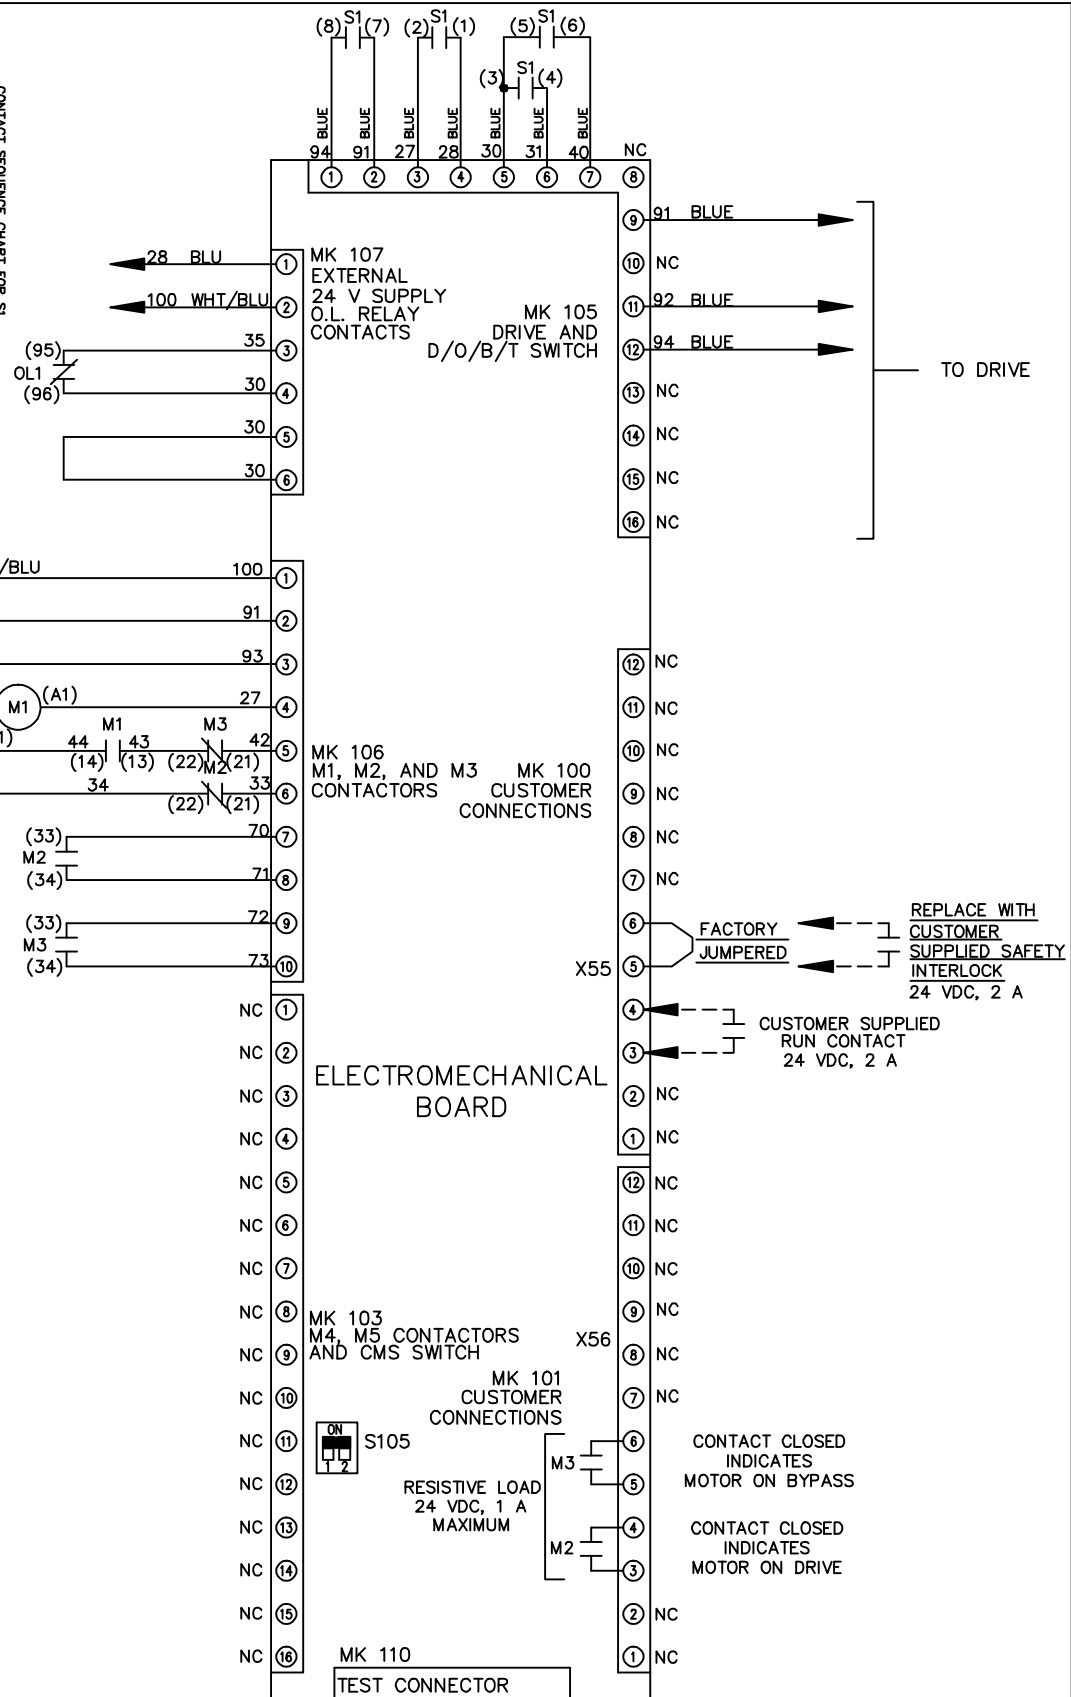 S1 S1 S1
(8) (7) (2) (1) (5) (6)
S1
(3) (4)
BLUE BLUE BLUE BLUE BLUE BLUE BLUE
94 91 27 28 30 31 40 NC
1 2 3 4 5 6 7 8
CONTACT SEQUENCE CHART FOR S1
9 91 BLUE
10 NC
11 92 BLUE
12 94 BLUE
13 NC
14 NC
15 NC
16 NC
TO DRIVE
MK 105
DRIVE AND
D/O/B/T SWITCH
28 BLU 1
100 WHT/BLU 2
35 3
30 4
30 5
30 6
(95)
OL1
(96)
MK 107
EXTERNAL
24 V SUPPLY
O.L. RELAY
CONTACTS
/BLU 100 1
91 2
93 3
M1 (A1) 27 4
M1 M3
44 43 42 5
(14) (13) (22) (21)
M2
34 33 6
(22) (21)
(33) 70 7
M2
(34) 71 8
(33) 72 9
M3
(34) 73 10
MK 106
M1, M2, AND M3
CONTACTORS
MK 100
CUSTOMER
CONNECTIONS
12 NC
11 NC
10 NC
9 NC
8 NC
7 NC
6
X55 5
4
3
2 NC
1 NC
FACTORY
JUMPERED
REPLACE WITH
CUSTOMER
SUPPLIED SAFETY
INTERLOCK
24 VDC, 2 A
CUSTOMER SUPPLIED
RUN CONTACT
24 VDC, 2 A
ELECTROMECHANICAL
BOARD
NC 1
NC 2
NC 3
NC 4
NC 5
NC 6
NC 7
NC 8
NC 9
NC 10
NC 11
NC 12
NC 13
NC 14
NC 15
NC 16
MK 103
M4, M5 CONTACTORS
AND CMS SWITCH
ON
1 2
S105
12 NC
11 NC
10 NC
9 NC
X56
8 NC
7 NC
6
5
4
3
2 NC
1 NC
MK 101
CUSTOMER
CONNECTIONS
M3
RESISTIVE LOAD
24 VDC, 1 A
MAXIMUM
M2
CONTACT CLOSED
INDICATES
MOTOR ON BYPASS
CONTACT CLOSED
INDICATES
MOTOR ON DRIVE
MK 110
TEST CONNECTOR